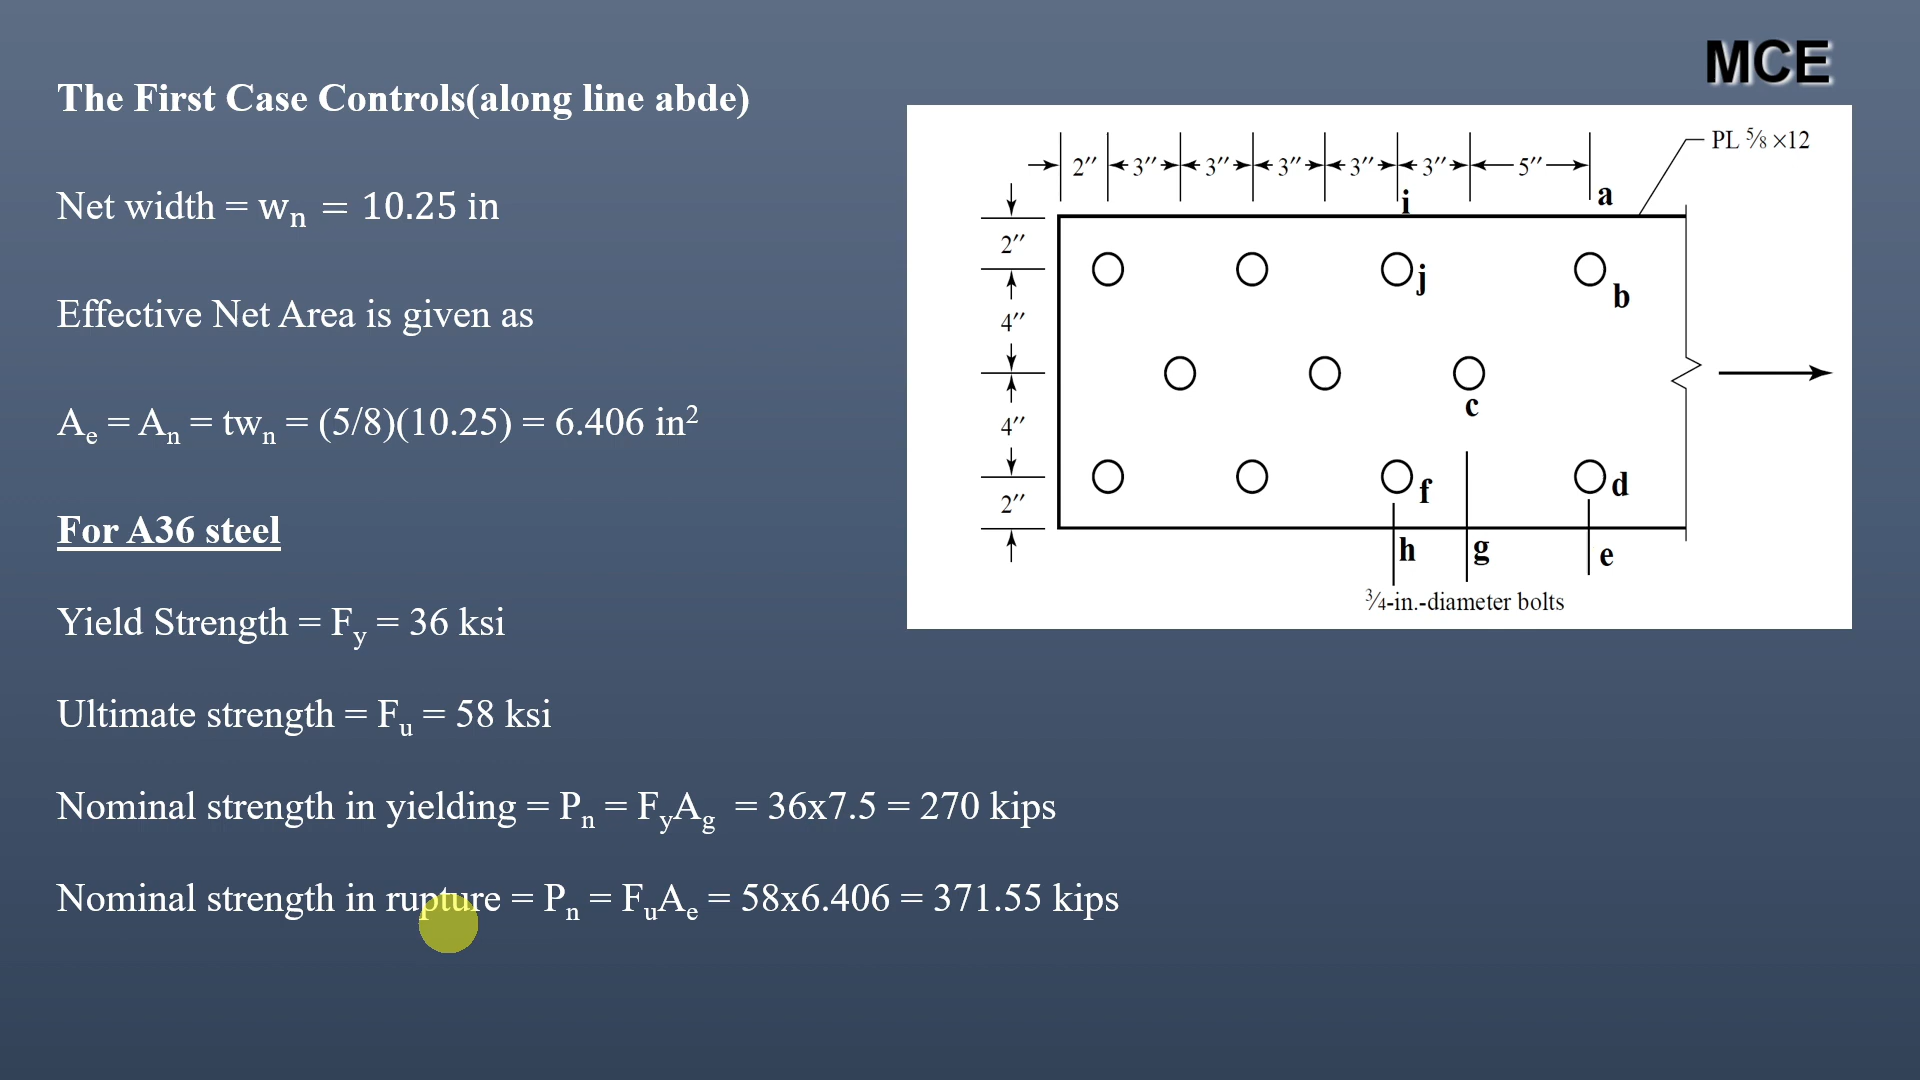 MCE
The First Case Controls(along line abde)
Net width = wₙ = 10.25 in
Effective Net Area is given as
Aₑ = Aₙ = twₙ = (5/8)(10.25) = 6.406 in²
For A36 steel
Yield Strength = F_y = 36 ksi
Ultimate strength = F_u = 58 ksi
Nominal strength in yielding = Pₙ = F_yA_g = 36x7.5 = 270 kips
Nominal strength in rupture = Pₙ = F_uAₑ = 58x6.406 = 371.55 kips
PL ⅝ ×12
2″ 3″ 3″ 3″ 3″ 3″ 5″
i a
2″
j b
4″
c
4″
f d
2″
h g e
¾-in.-diameter bolts